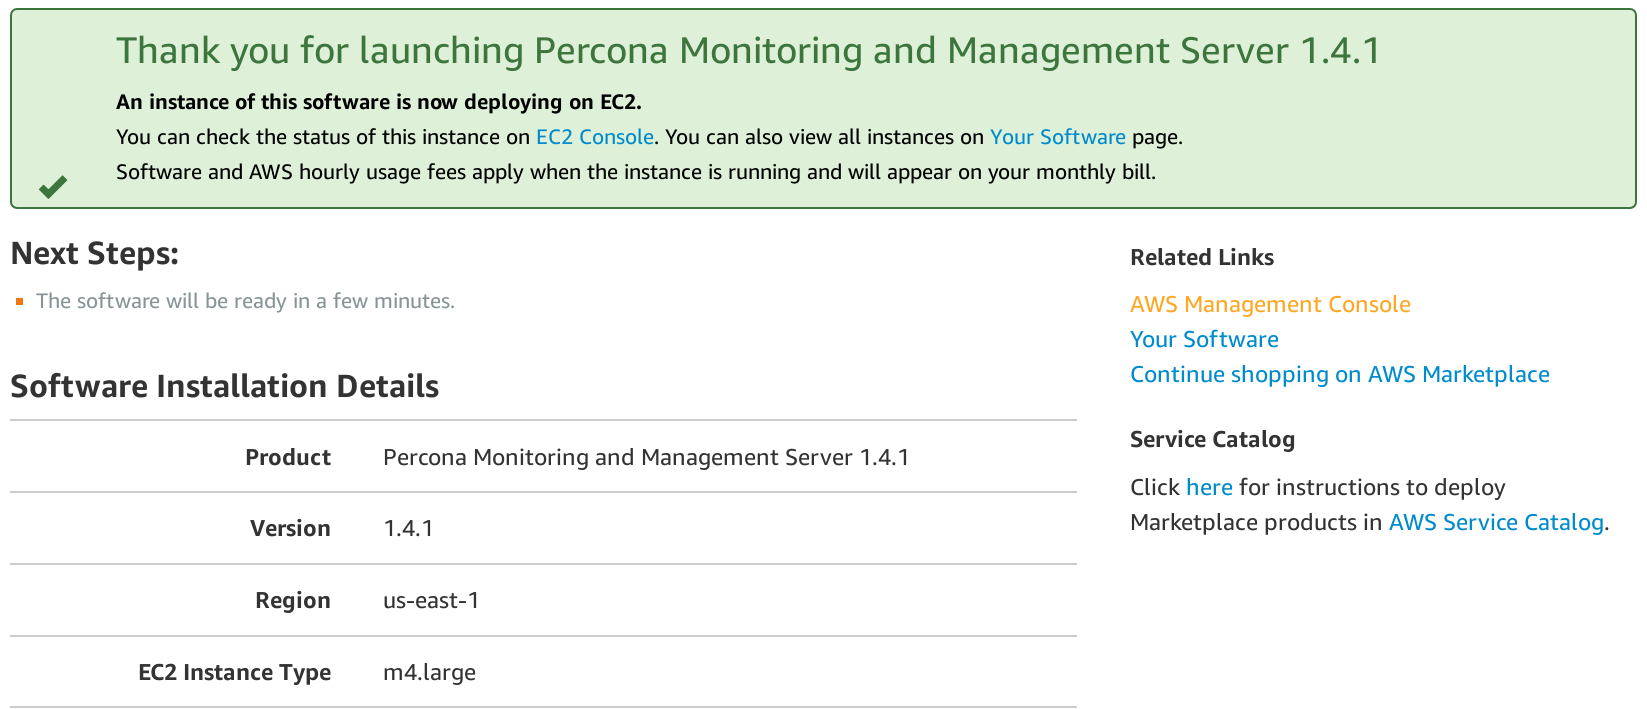 Thank you for launching Percona Monitoring and Management Server 1.4.1
An instance of this software is now deploying on EC2.
You can check the status of this instance on EC2 Console. You can also view all instances on Your Software page.
Software and AWS hourly usage fees apply when the instance is running and will appear on your monthly bill.
Next Steps:
The software will be ready in a few minutes.
Software Installation Details
Product Percona Monitoring and Management Server 1.4.1
Version 1.4.1
Region us-east-1
EC2 Instance Type m4.large
Related Links
AWS Management Console
Your Software
Continue shopping on AWS Marketplace
Service Catalog
Click here for instructions to deploy
Marketplace products in AWS Service Catalog.